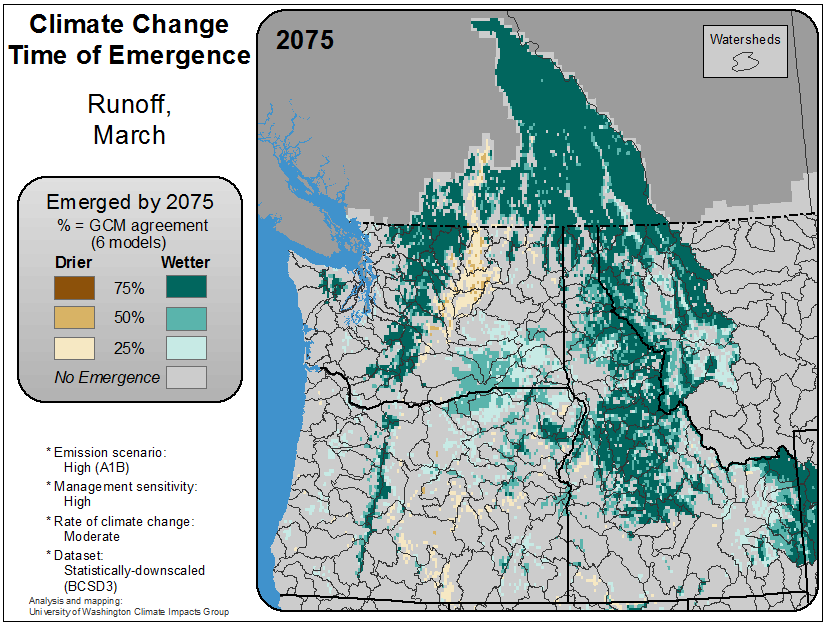 Climate Change
Time of Emergence
Runoff,
March
Emerged by 2075
% = GCM agreement
(6 models)
Drier Wetter
75%
50%
25%
No Emergence
* Emission scenario:
High (A1B)
* Management sensitivity:
High
* Rate of climate change:
Moderate
* Dataset:
Statistically-downscaled
(BCSD3)
Analysis and mapping:
University of Washington Climate Impacts Group
2075
Watersheds